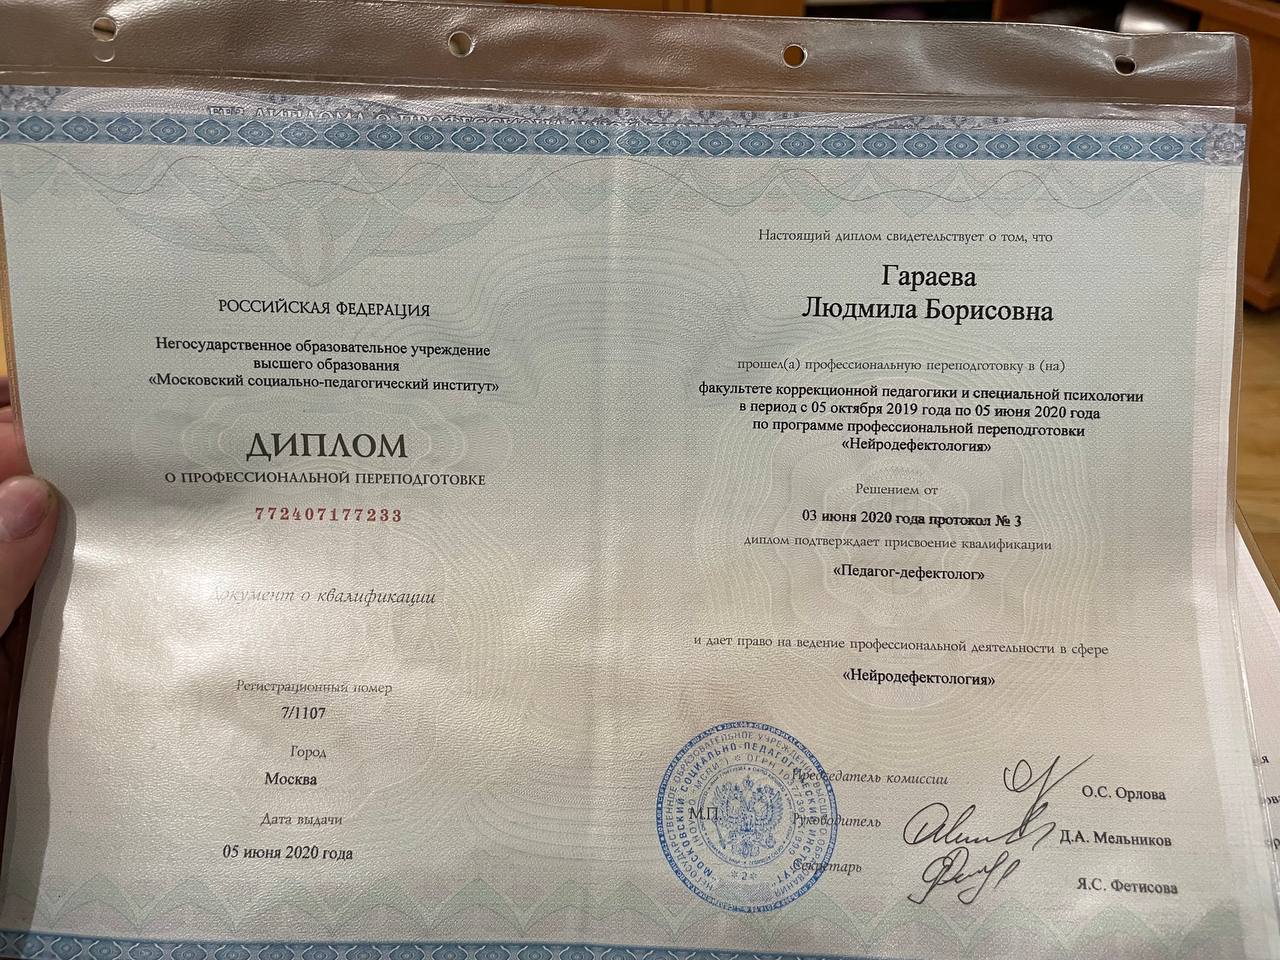 РОССИЙСКАЯ ФЕДЕРАЦИЯ
Негосударственное образовательное учреждение
высшего образования
«Московский социально-педагогический институт»
ДИПЛОМ
О ПРОФЕССИОНАЛЬНОЙ ПЕРЕПОДГОТОВКЕ
772407177233
Документ о квалификации
Регистрационный номер
7/1107
Город
Москва
Дата выдачи
05 июня 2020 года
Настоящий диплом свидетельствует о том, что
Гараева
Людмила Борисовна
прошел(а) профессиональную переподготовку в (на)
факультете коррекционной педагогики и специальной психологии
в период с 05 октября 2019 года по 05 июня 2020 года
по программе профессиональной переподготовки
«Нейродефектология»
Решением от
03 июня 2020 года протокол № 3
диплом подтверждает присвоение квалификации
«Педагог-дефектолог»
и дает право на ведение профессиональной деятельности в сфере
«Нейродефектология»
Председатель комиссии
О.С. Орлова
М.П.
Руководитель
Д.А. Мельников
Секретарь
Я.С. Фетисова